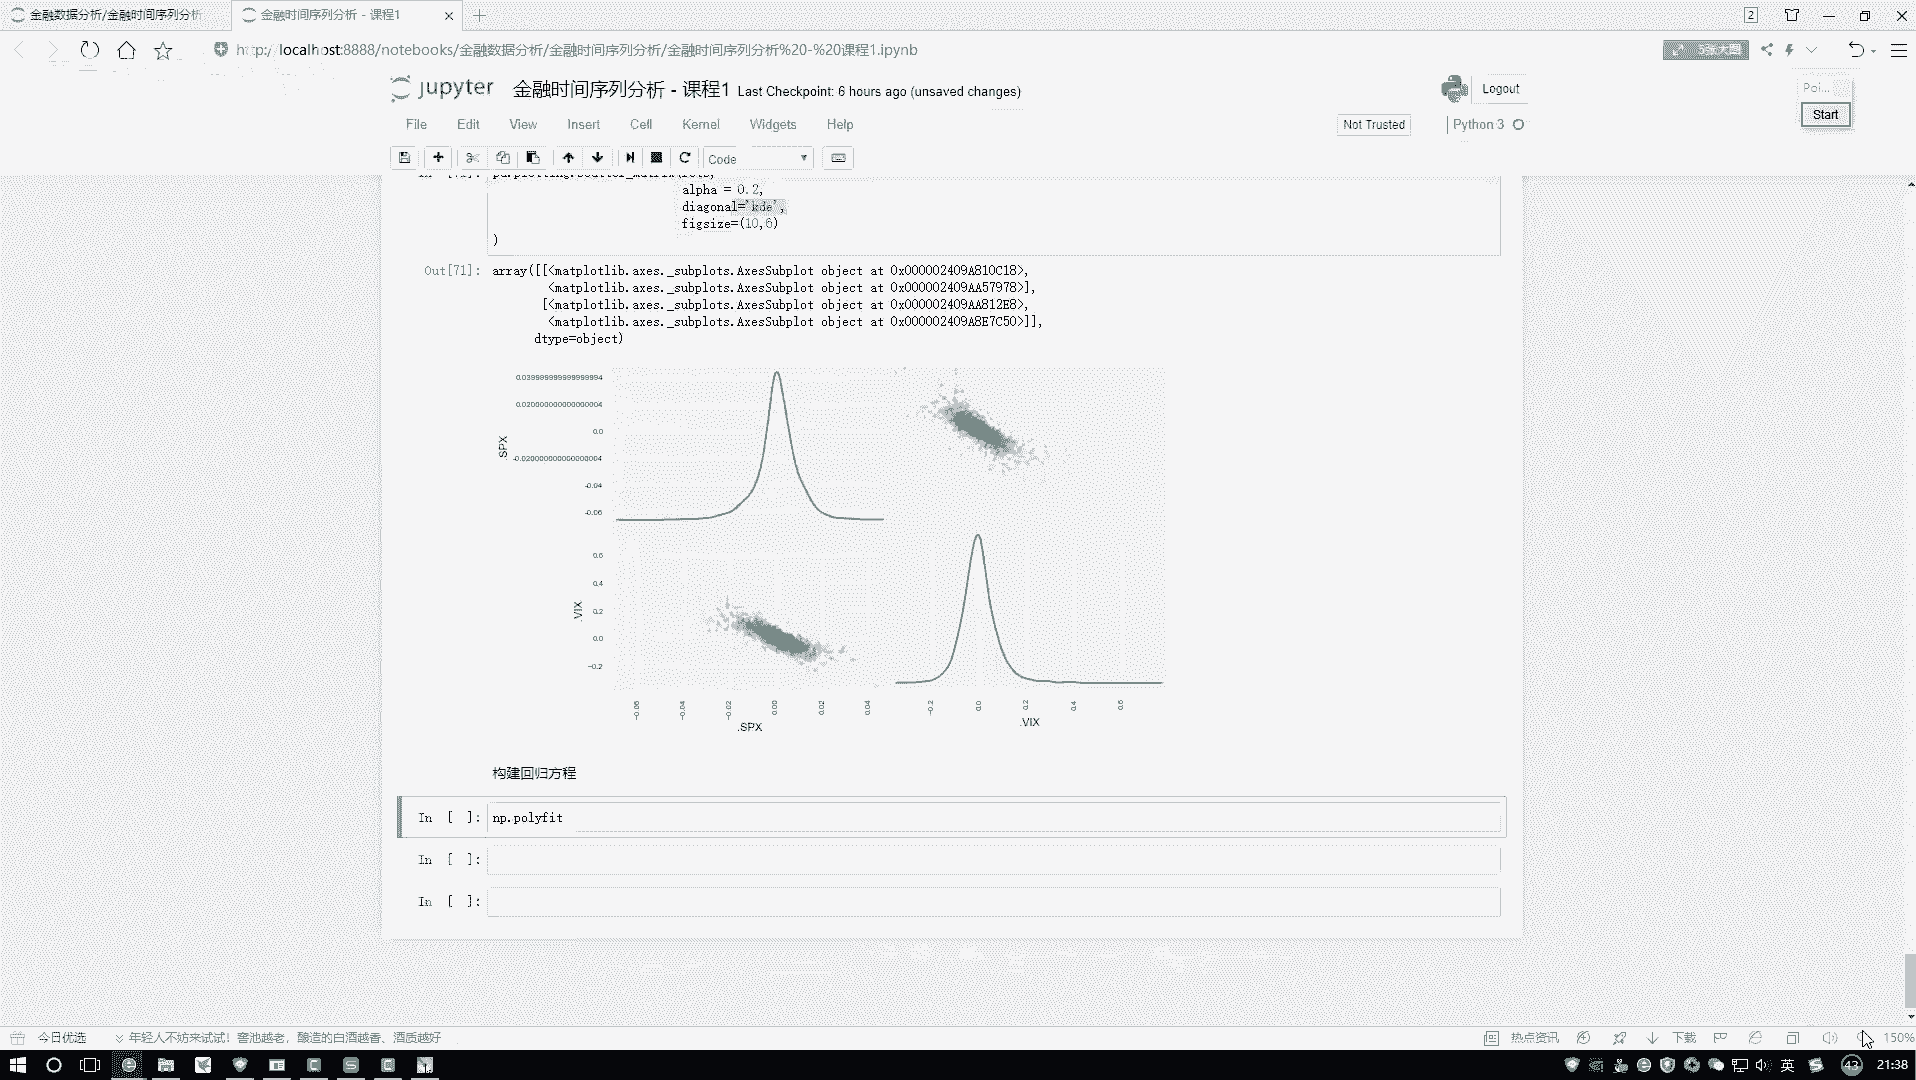 金融数据分析/金融时间序列分析
金融时间序列分析 - 课程1
2
http://localhost:8888/notebooks/金融数据分析/金融时间序列分析/金融时间序列分析%20-%20课程1.ipynb
5张大图
jupyter 金融时间序列分析 - 课程1 Last Checkpoint: 6 hours ago (unsaved changes)
Logout
Poi...
Start
File Edit View Insert Cell Kernel Widgets Help
Not Trusted
Python 3
Code
alpha = 0.2,
diagonal='kde',
figsize=(10,6)
)
Out[71]: array([[<matplotlib.axes._subplots.AxesSubplot object at 0x000002409A810C18>,
<matplotlib.axes._subplots.AxesSubplot object at 0x000002409AA57978>],
[<matplotlib.axes._subplots.AxesSubplot object at 0x000002409AA812E8>,
<matplotlib.axes._subplots.AxesSubplot object at 0x000002409A8E7C50>]],
dtype=object)
0.0
-0.04
-0.06
.SPX
0.6
0.4
0.2
0.0
-0.2
.VIX
-0.06 -0.04 -0.02 0.00 0.02 0.04
.SPX
-0.2 0.0 0.2 0.4 0.6
.VIX
构建回归方程
In [ ]: np.polyfit
In [ ]:
In [ ]:
今日优选
年轻人不妨来试试！窖池越老，酿造的白酒越香、酒质越好
热点资讯
下载
150%
英
43
21:38